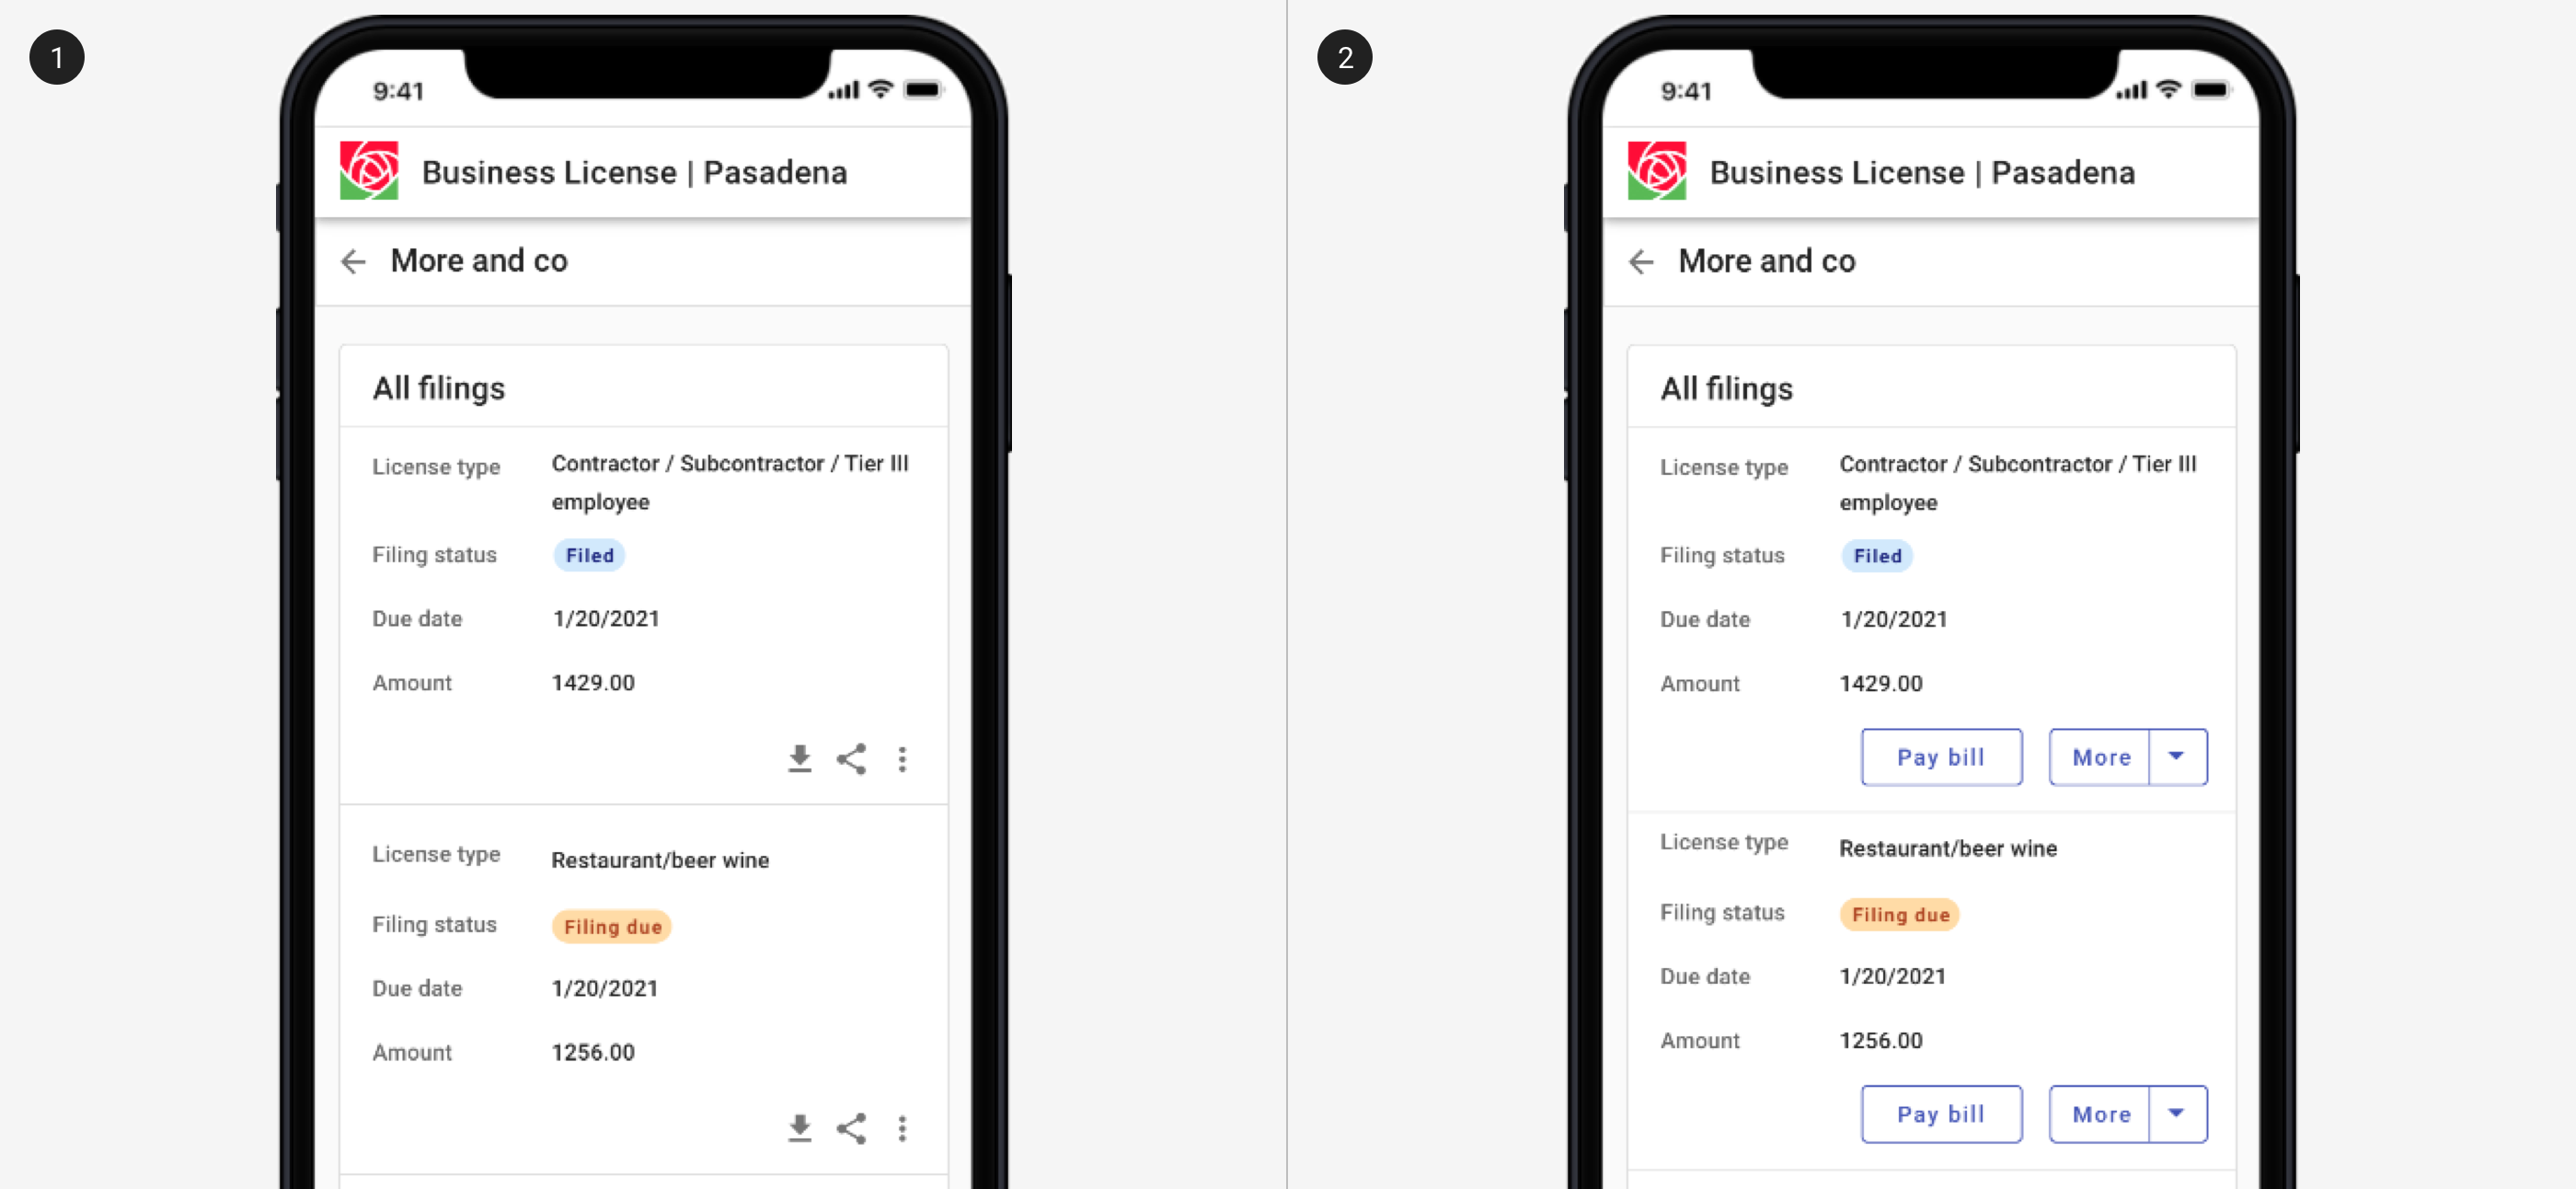 1
9:41
Business License | Pasadena
More and co
All filings
License type Contractor / Subcontractor / Tier III
employee
Filing status Filed
Due date 1/20/2021
Amount 1429.00
License type Restaurant/beer wine
Filing status Filing due
Due date 1/20/2021
Amount 1256.00
2
9:41
Business License | Pasadena
More and co
All filings
License type Contractor / Subcontractor / Tier III
employee
Filing status Filed
Due date 1/20/2021
Amount 1429.00
Pay bill More
License type Restaurant/beer wine
Filing status Filing due
Due date 1/20/2021
Amount 1256.00
Pay bill More